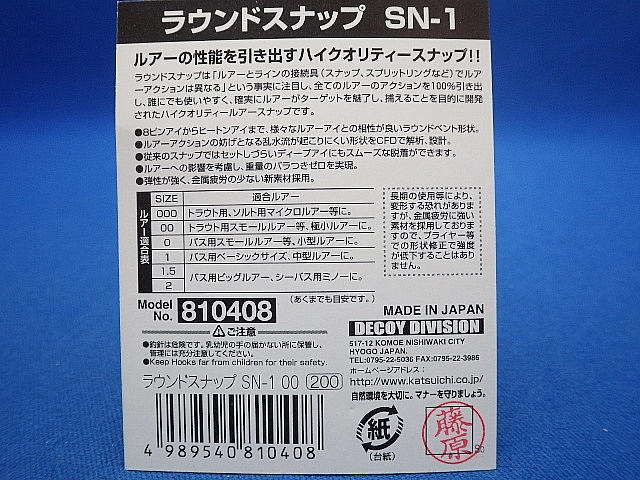 ラウンドスナップ SN-1
ルアーの性能を引き出すハイクオリティースナップ!!
ラウンドスナップは「ルアーとラインの接続具(スナップ、スプリットリングなど)でルア
ーアクションは異なる」という事実に注目し、全てのルアーのアクションを100%引き出
し、誰にでも使いやすく、確実にルアーがターゲットを魅了し、捕えることを目的に開発
されたハイクオリティールアースナップです。
●8ピンアイからヒートンアイまで、様々なルアーアイとの相性が良いラウンドベント形状。
●ルアーアクションの妨げとなる乱水流が起こりにくい形状をCFDで解析、設計。
●従来のスナップではセットしづらいディープアイにもスムーズな脱着ができます。
●ルアーへの影響を考慮し、重量のバラつきゼロを実現。
●弾性が強く、金属疲労の少ない新素材採用。
ルアー適合表
SIZE 適合ルアー
000 トラウト用、ソルト用マイクロルアー等に。
00 トラウト用スモールルアー等、極小ルアーに。
0 バス用スモールルアー等、小型ルアーに。
1 バス用ベーシックサイズ、中型ルアーに。
1.5
2 バス用ビッグルアー、シーバス用ミノーに。
(あくまでも目安です。)
長期の使用等により、
変形する恐れがあり
ますが、金属疲労に強い
素材を採用しており
ますので、プライヤー等
での形状修正で強度
が低下することはあり
ません。
Model No. 810408
⚠ご注意
●釣針は危険です。乳幼児の手の届かない所に保管し、
管理には充分注意してください。
●Keep Hooks far from children for their safety.
ラウンドスナップ SN-1 00 200
4 989540 810408
MADE IN JAPAN
DECOY DIVISION
517-12 KOMOE NISHIWAKI CITY
HYOGO JAPAN.
TEL:0795-22-5036 FAX:0795-22-3986
ホームページアドレス:
http://www.katsuichi.co.jp/
自然環境を大切に。マナーを守りましょう。
紙
(台紙)
藤原